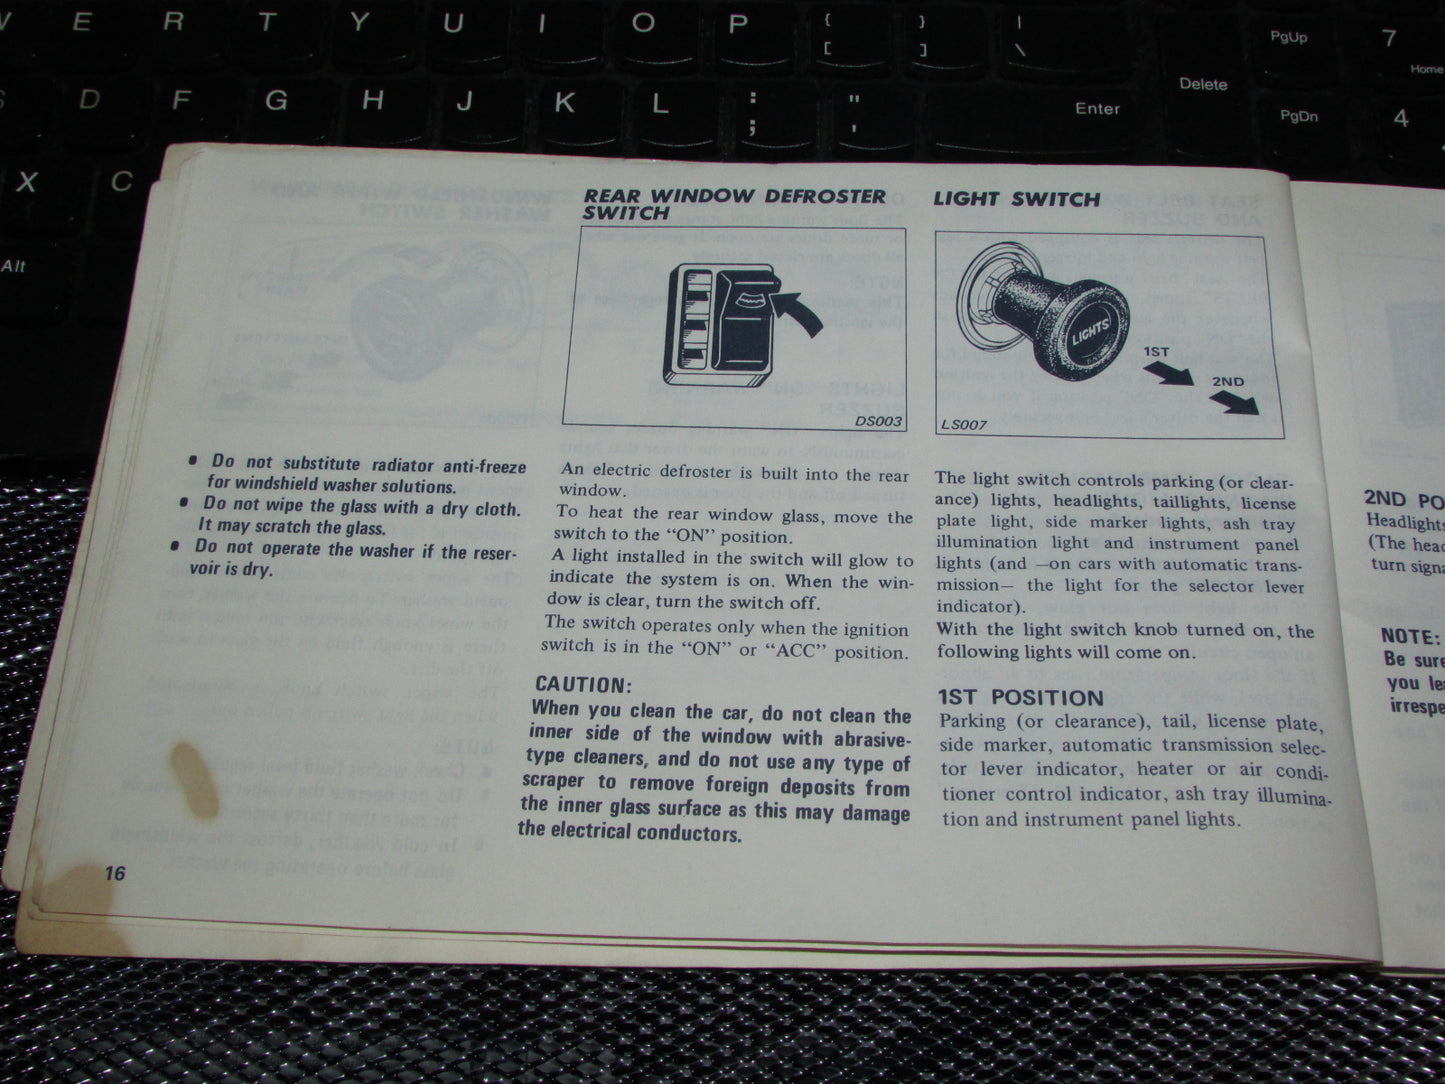 E R T Y U I O P { [ } ] | \ PgUp 7
Home
D F G H J K L : ; " ' Enter Delete PgDn 4
X C
Alt
● Do not substitute radiator anti-freeze
for windshield washer solutions.
● Do not wipe the glass with a dry cloth.
It may scratch the glass.
● Do not operate the washer if the reser-
voir is dry.
16
REAR WINDOW DEFROSTER
SWITCH
DS003
An electric defroster is built into the rear
window.
To heat the rear window glass, move the
switch to the “ON” position.
A light installed in the switch will glow to
indicate the system is on. When the win-
dow is clear, turn the switch off.
The switch operates only when the ignition
switch is in the “ON” or “ACC” position.
CAUTION:
When you clean the car, do not clean the
inner side of the window with abrasive-
type cleaners, and do not use any type of
scraper to remove foreign deposits from
the inner glass surface as this may damage
the electrical conductors.
LIGHT SWITCH
LIGHTS
1ST
2ND
LS007
The light switch controls parking (or clear-
ance) lights, headlights, taillights, license
plate light, side marker lights, ash tray
illumination light and instrument panel
lights (and —on cars with automatic trans-
mission— the light for the selector lever
indicator).
With the light switch knob turned on, the
following lights will come on.
1ST POSITION
Parking (or clearance), tail, license plate,
side marker, automatic transmission selec-
tor lever indicator, heater or air condi-
tioner control indicator, ash tray illumina-
tion and instrument panel lights.
2ND PO
Headlights
(The head
turn signa
NOTE:
Be sure
you lea
irrespe